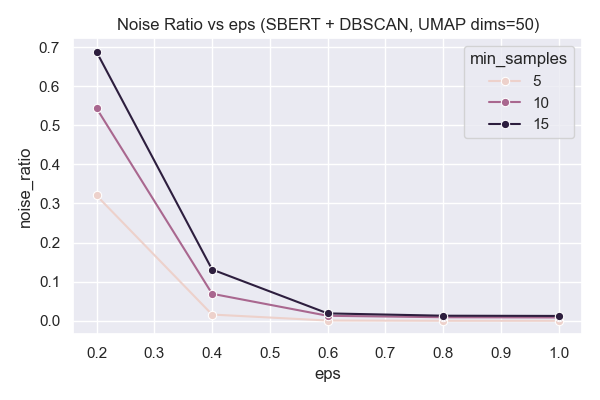 Noise Ratio vs eps (SBERT + DBSCAN, UMAP dims=50)
min_samples
5
10
15
noise_ratio
0.7
0.6
0.5
0.4
0.3
0.2
0.1
0.0
0.2 0.3 0.4 0.5 0.6 0.7 0.8 0.9 1.0
eps